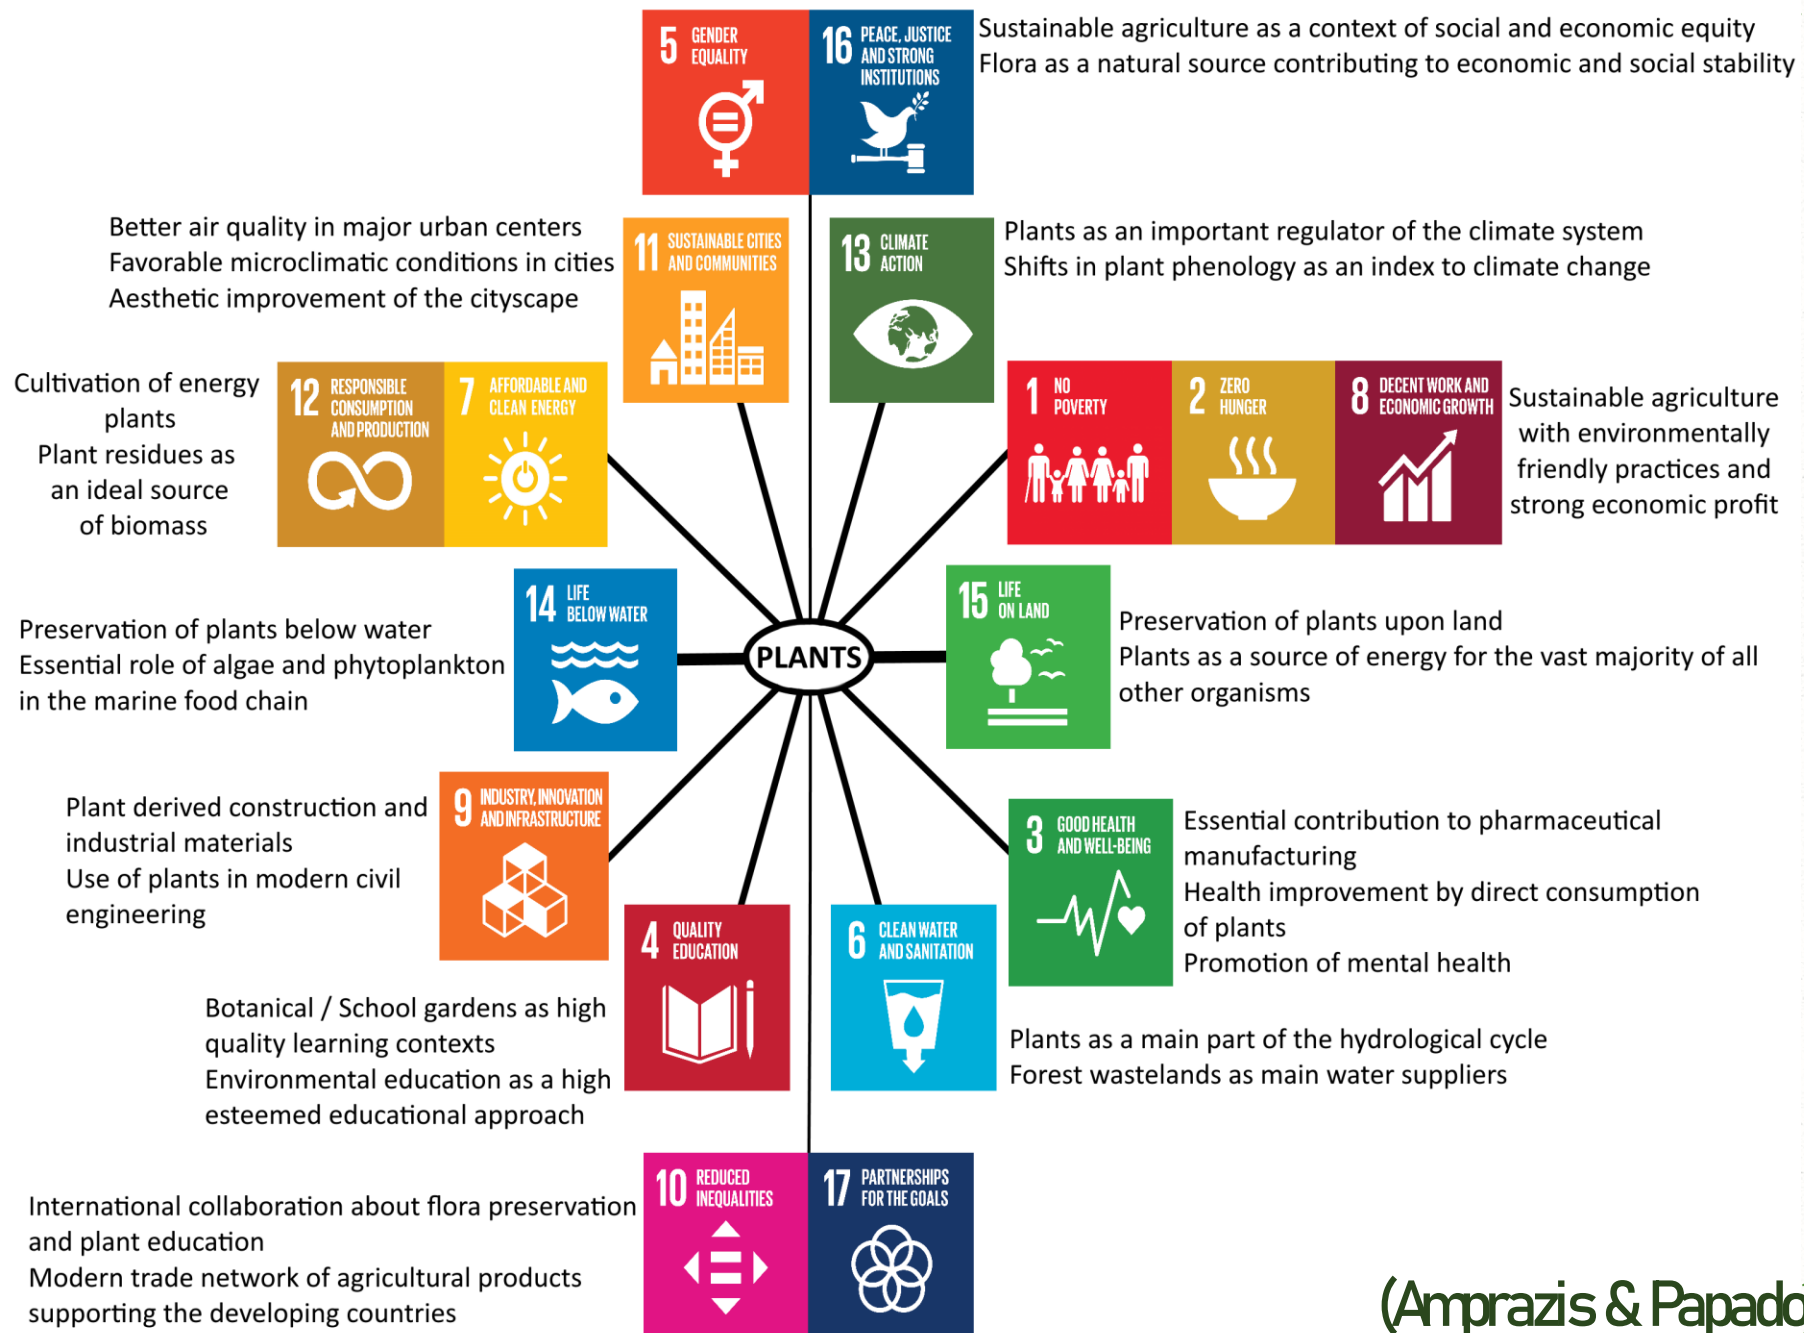 5 GENDER
EQUALITY
16 PEACE, JUSTICE
AND STRONG
INSTITUTIONS
Sustainable agriculture as a context of social and economic equity
Flora as a natural source contributing to economic and social stability
Better air quality in major urban centers
Favorable microclimatic conditions in cities
Aesthetic improvement of the cityscape
11 SUSTAINABLE CITIES
AND COMMUNITIES
13 CLIMATE
ACTION
Plants as an important regulator of the climate system
Shifts in plant phenology as an index to climate change
Cultivation of energy
plants
Plant residues as
an ideal source
of biomass
12 RESPONSIBLE
CONSUMPTION
AND PRODUCTION
7 AFFORDABLE AND
CLEAN ENERGY
1 NO
POVERTY
2 ZERO
HUNGER
8 DECENT WORK AND
ECONOMIC GROWTH
Sustainable agriculture
with environmentally
friendly practices and
strong economic profit
Preservation of plants below water
Essential role of algae and phytoplankton
in the marine food chain
14 LIFE
BELOW WATER
PLANTS
15 LIFE
ON LAND
Preservation of plants upon land
Plants as a source of energy for the vast majority of all
other organisms
Plant derived construction and
industrial materials
Use of plants in modern civil
engineering
9 INDUSTRY, INNOVATION
AND INFRASTRUCTURE
3 GOOD HEALTH
AND WELL-BEING
Essential contribution to pharmaceutical
manufacturing
Health improvement by direct consumption
of plants
Promotion of mental health
Botanical / School gardens as high
quality learning contexts
Environmental education as a high
esteemed educational approach
4 QUALITY
EDUCATION
6 CLEAN WATER
AND SANITATION
Plants as a main part of the hydrological cycle
Forest wastelands as main water suppliers
International collaboration about flora preservation
and plant education
Modern trade network of agricultural products
supporting the developing countries
10 REDUCED
INEQUALITIES
17 PARTNERSHIPS
FOR THE GOALS
(Amprazis & Papado